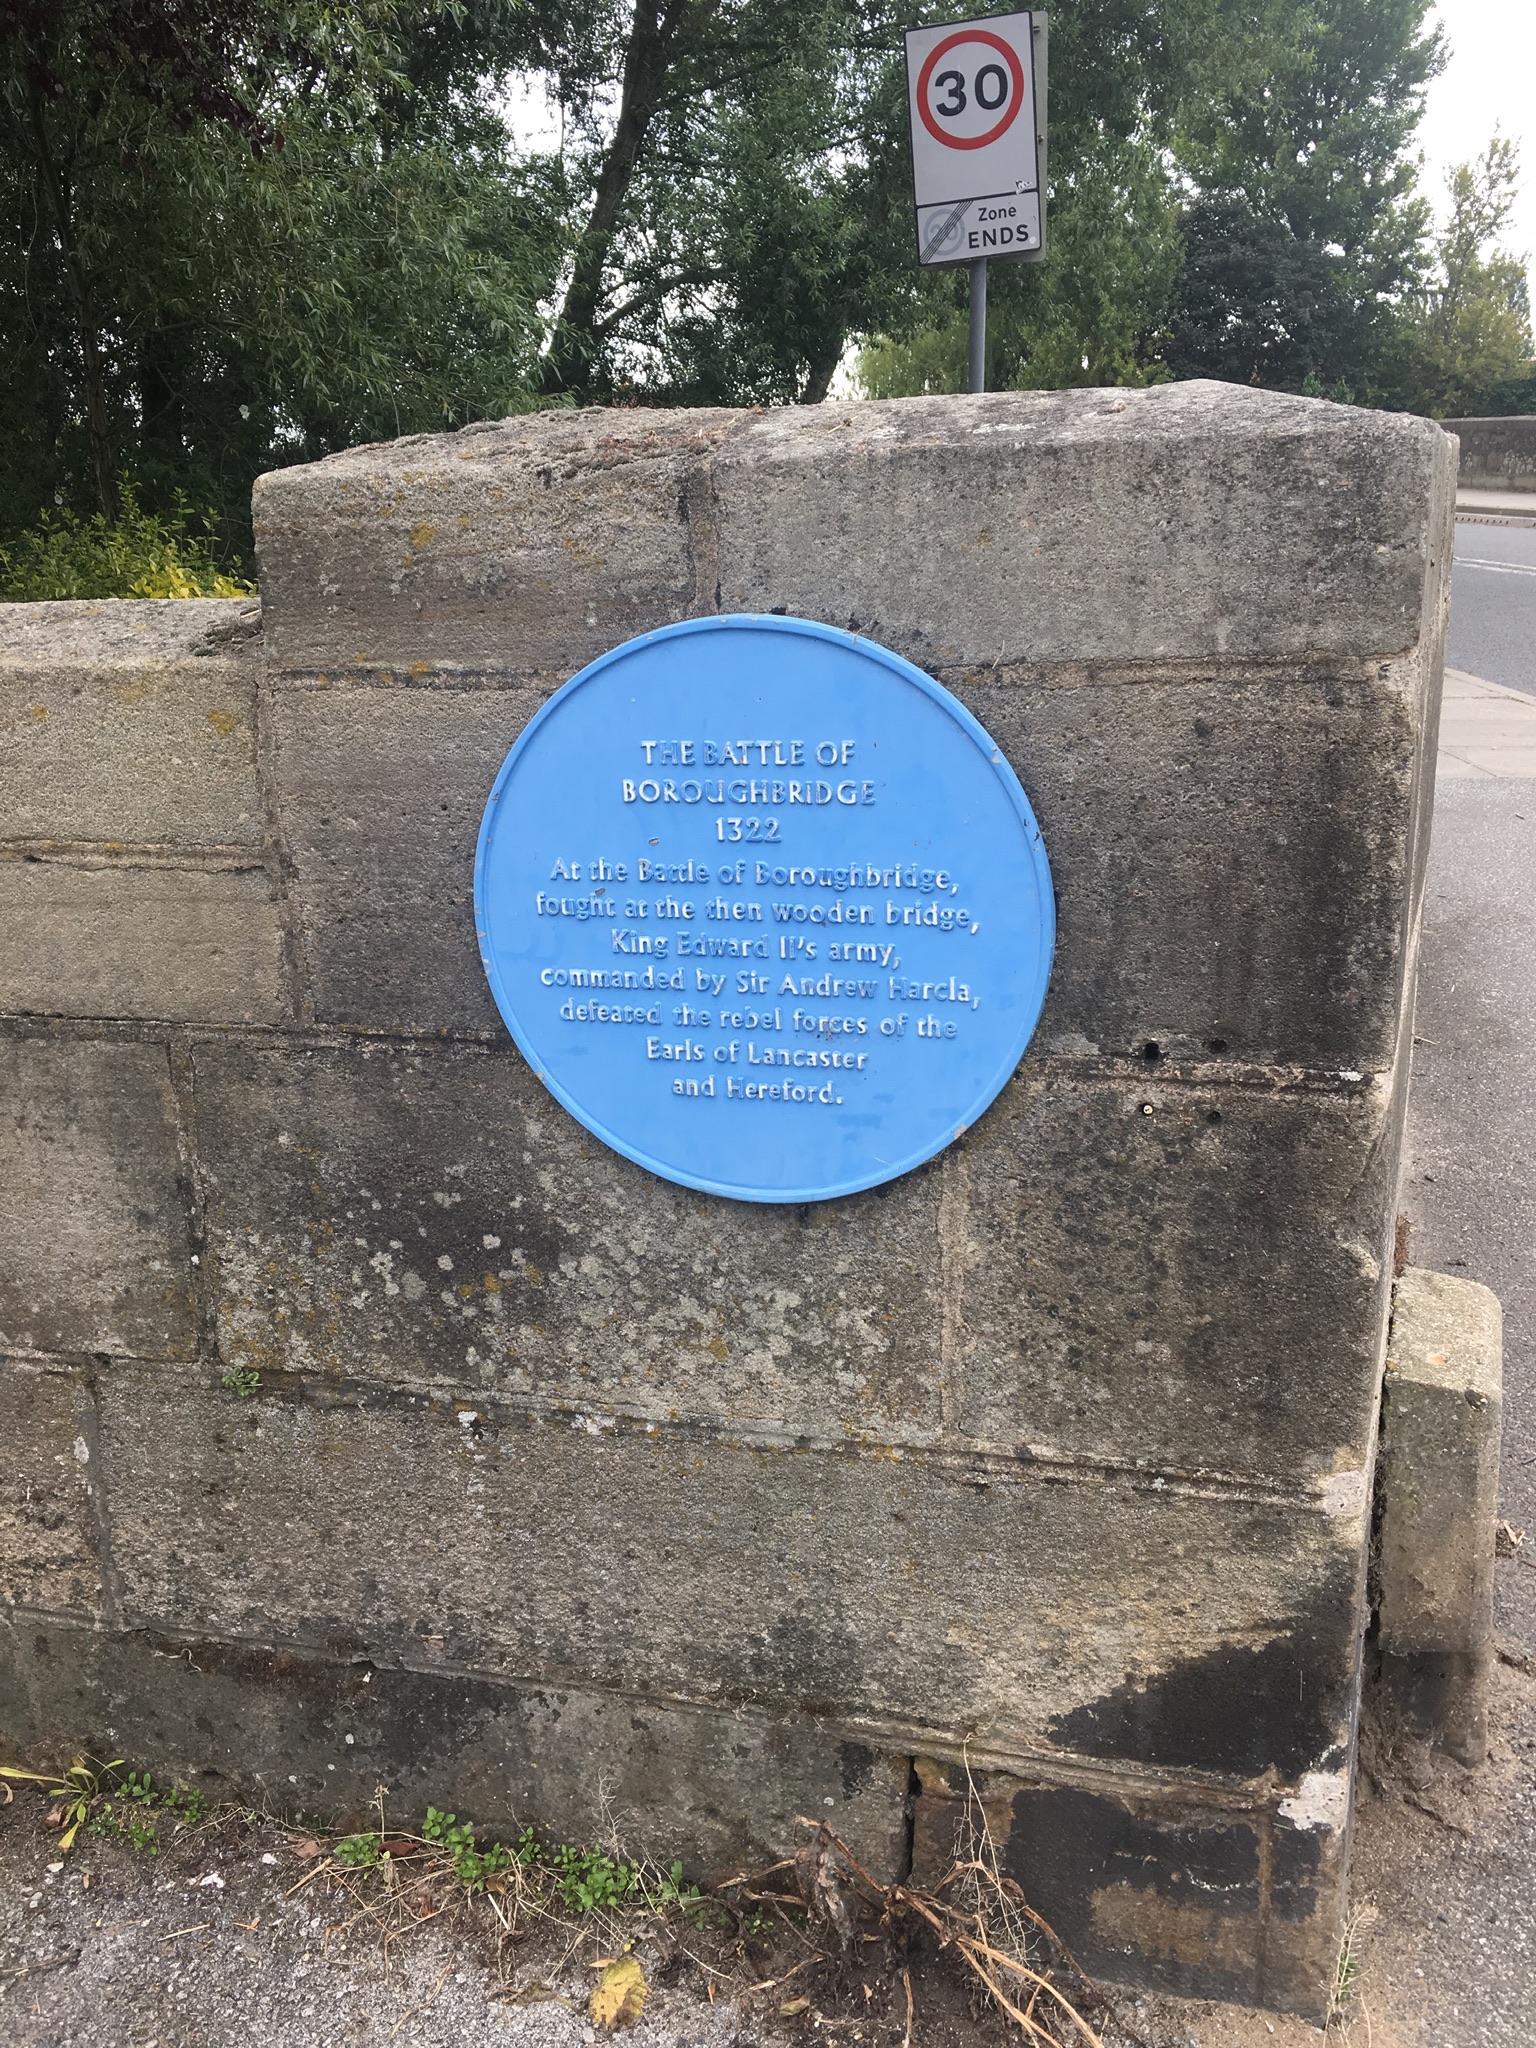 30
Zone
20 ENDS
THE BATTLE OF
BOROUGHBRIDGE
1322
At the Battle of Boroughbridge,
fought at the then wooden bridge,
King Edward II's army,
commanded by Sir Andrew Harcla,
defeated the rebel forces of the
Earls of Lancaster
and Hereford.